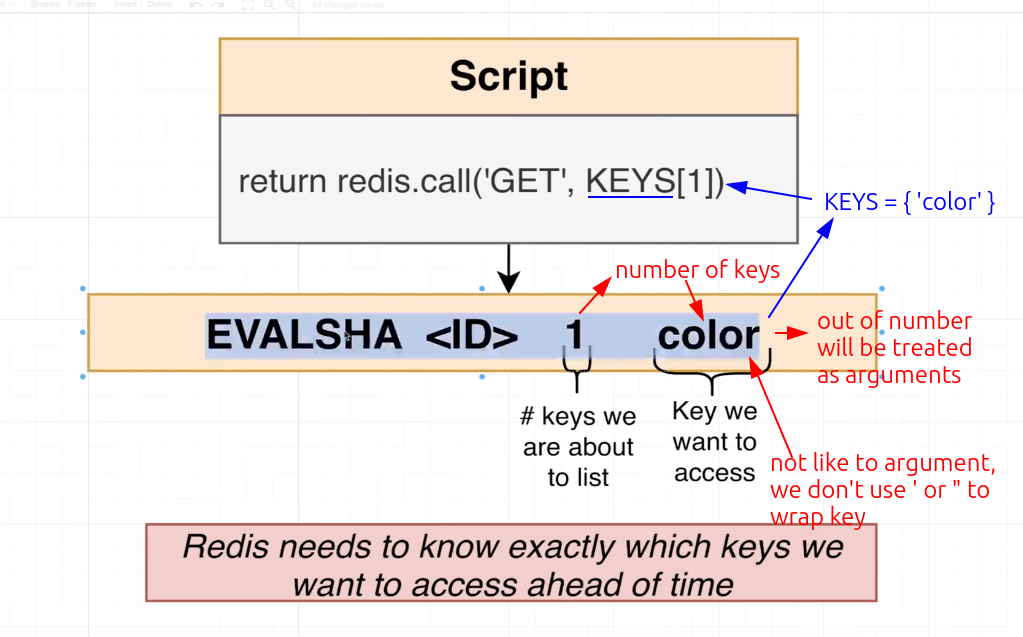 Shapes Format Insert Delete All changes saved
Script
return redis.call('GET', KEYS[1])
KEYS = { 'color' }
number of keys
EVALSHA <ID> 1 color
out of number
will be treated
as arguments
# keys we
are about
to list
Key we
want to
access
not like to argument,
we don't use ' or " to
wrap key
Redis needs to know exactly which keys we
want to access ahead of time